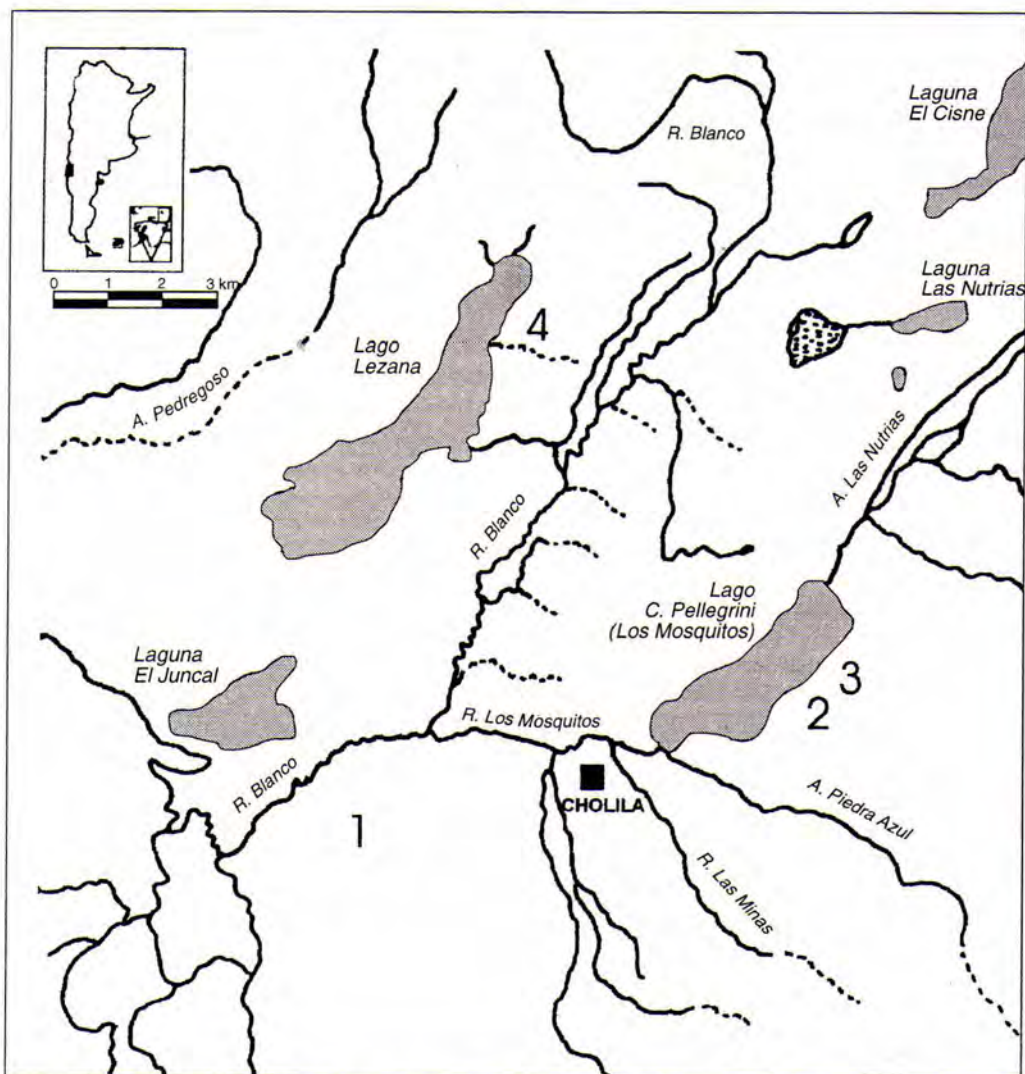 R. Blanco
Laguna
El Cisne
0 1 2 3 km
Laguna
Las Nutrias
4
Lago
Lezana
A. Pedregoso
A. Las Nutrias
R. Blanco
Lago
C. Pellegrini
(Los Mosquitos)
Laguna
El Juncal
3
2
R. Los Mosquitos
R. Blanco
CHOLILA
A. Piedra Azul
1
R. Las Minas